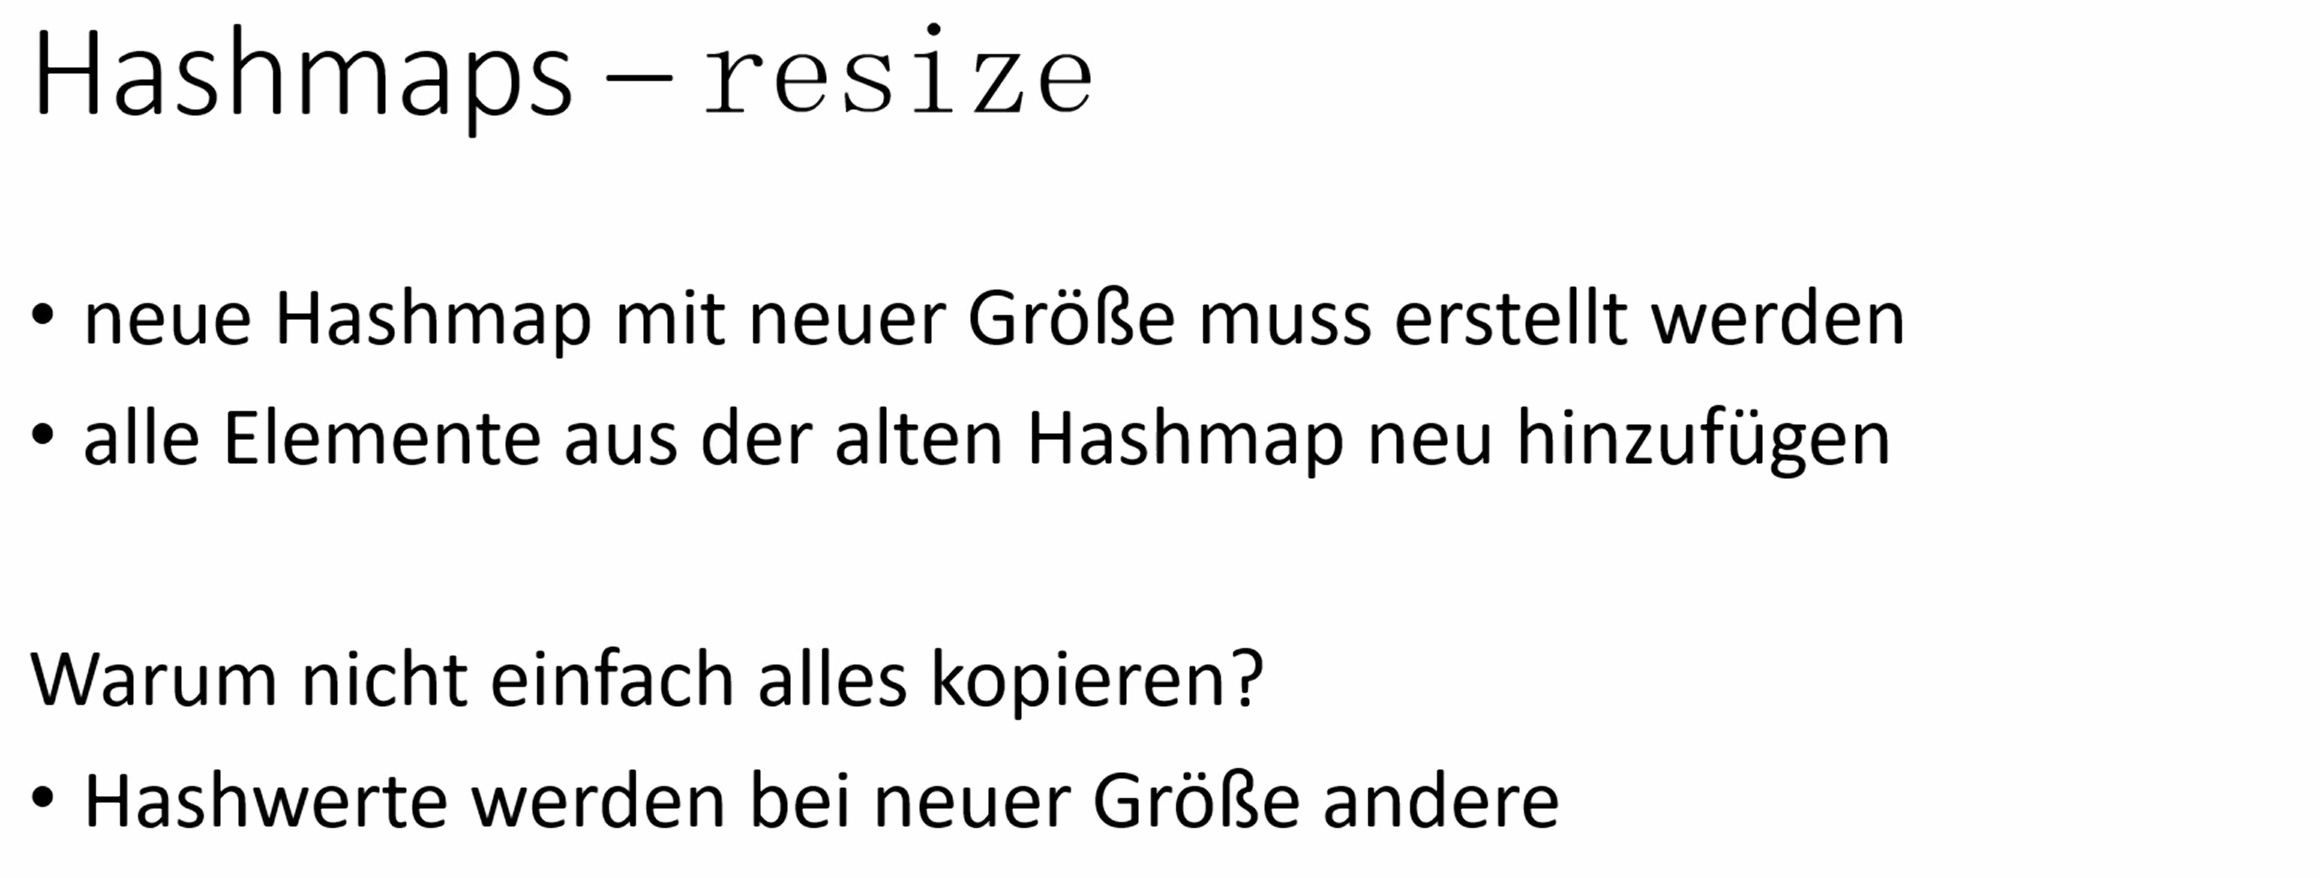 Hashmaps – resize
• neue Hashmap mit neuer Größe muss erstellt werden
• alle Elemente aus der alten Hashmap neu hinzufügen
Warum nicht einfach alles kopieren?
• Hashwerte werden bei neuer Größe andere